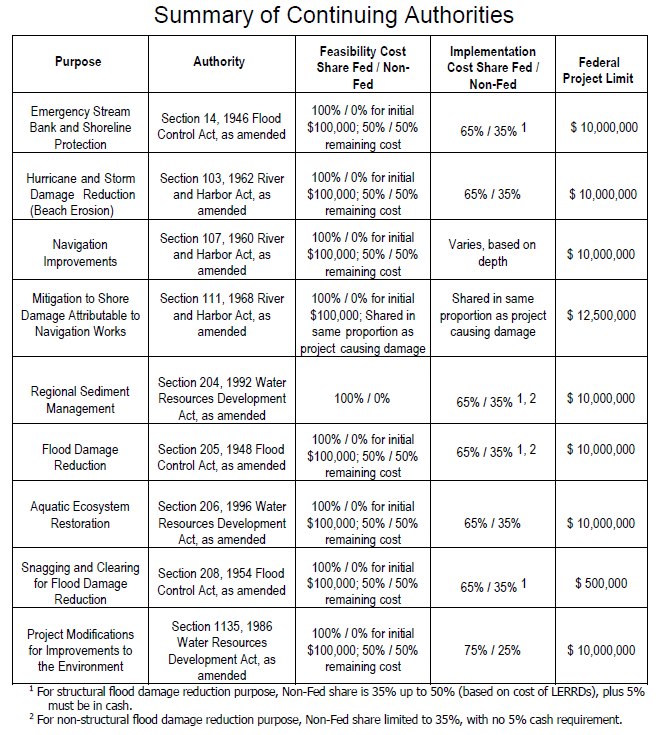 Summary of Continuing Authorities
Purpose
Authority
Feasibility Cost
Share Fed / Non-
Fed
Implementation
Cost Share Fed /
Non-Fed
Federal
Project Limit
Emergency Stream
Bank and Shoreline
Protection
Section 14, 1946 Flood
Control Act, as amended
100% / 0% for initial
$100,000; 50% / 50%
remaining cost
65% / 35% 1
$ 10,000,000
Hurricane and Storm
Damage Reduction
(Beach Erosion)
Section 103, 1962 River
and Harbor Act, as
amended
100% / 0% for initial
$100,000; 50% / 50%
remaining cost
65% / 35%
$ 10,000,000
Navigation
Improvements
Section 107, 1960 River
and Harbor Act, as
amended
100% / 0% for initial
$100,000; 50% / 50%
remaining cost
Varies, based on
depth
$ 10,000,000
Mitigation to Shore
Damage Attributable to
Navigation Works
Section 111, 1968 River
and Harbor Act, as
amended
100% / 0% for initial
$100,000; Shared in
same proportion as
project causing damage
Shared in same
proportion as project
causing damage
$ 12,500,000
Regional Sediment
Management
Section 204, 1992 Water
Resources Development
Act, as amended
100% / 0%
65% / 35% 1, 2
$ 10,000,000
Flood Damage
Reduction
Section 205, 1948 Flood
Control Act, as amended
100% / 0% for initial
$100,000; 50% / 50%
remaining cost
65% / 35% 1, 2
$ 10,000,000
Aquatic Ecosystem
Restoration
Section 206, 1996 Water
Resources Development
Act, as amended
100% / 0% for initial
$100,000; 50% / 50%
remaining cost
65% / 35%
$ 10,000,000
Snagging and Clearing
for Flood Damage
Reduction
Section 208, 1954 Flood
Control Act, as amended
100% / 0% for initial
$100,000; 50% / 50%
remaining cost
65% / 35% 1
$ 500,000
Project Modifications
for Improvements to
the Environment
Section 1135, 1986
Water Resources
Development Act, as
amended
100% / 0% for initial
$100,000; 50% / 50%
remaining cost
75% / 25%
$ 10,000,000
1 For structural flood damage reduction purpose, Non-Fed share is 35% up to 50% (based on cost of LERRDs), plus 5%
must be in cash.
2 For non-structural flood damage reduction purpose, Non-Fed share limited to 35%, with no 5% cash requirement.